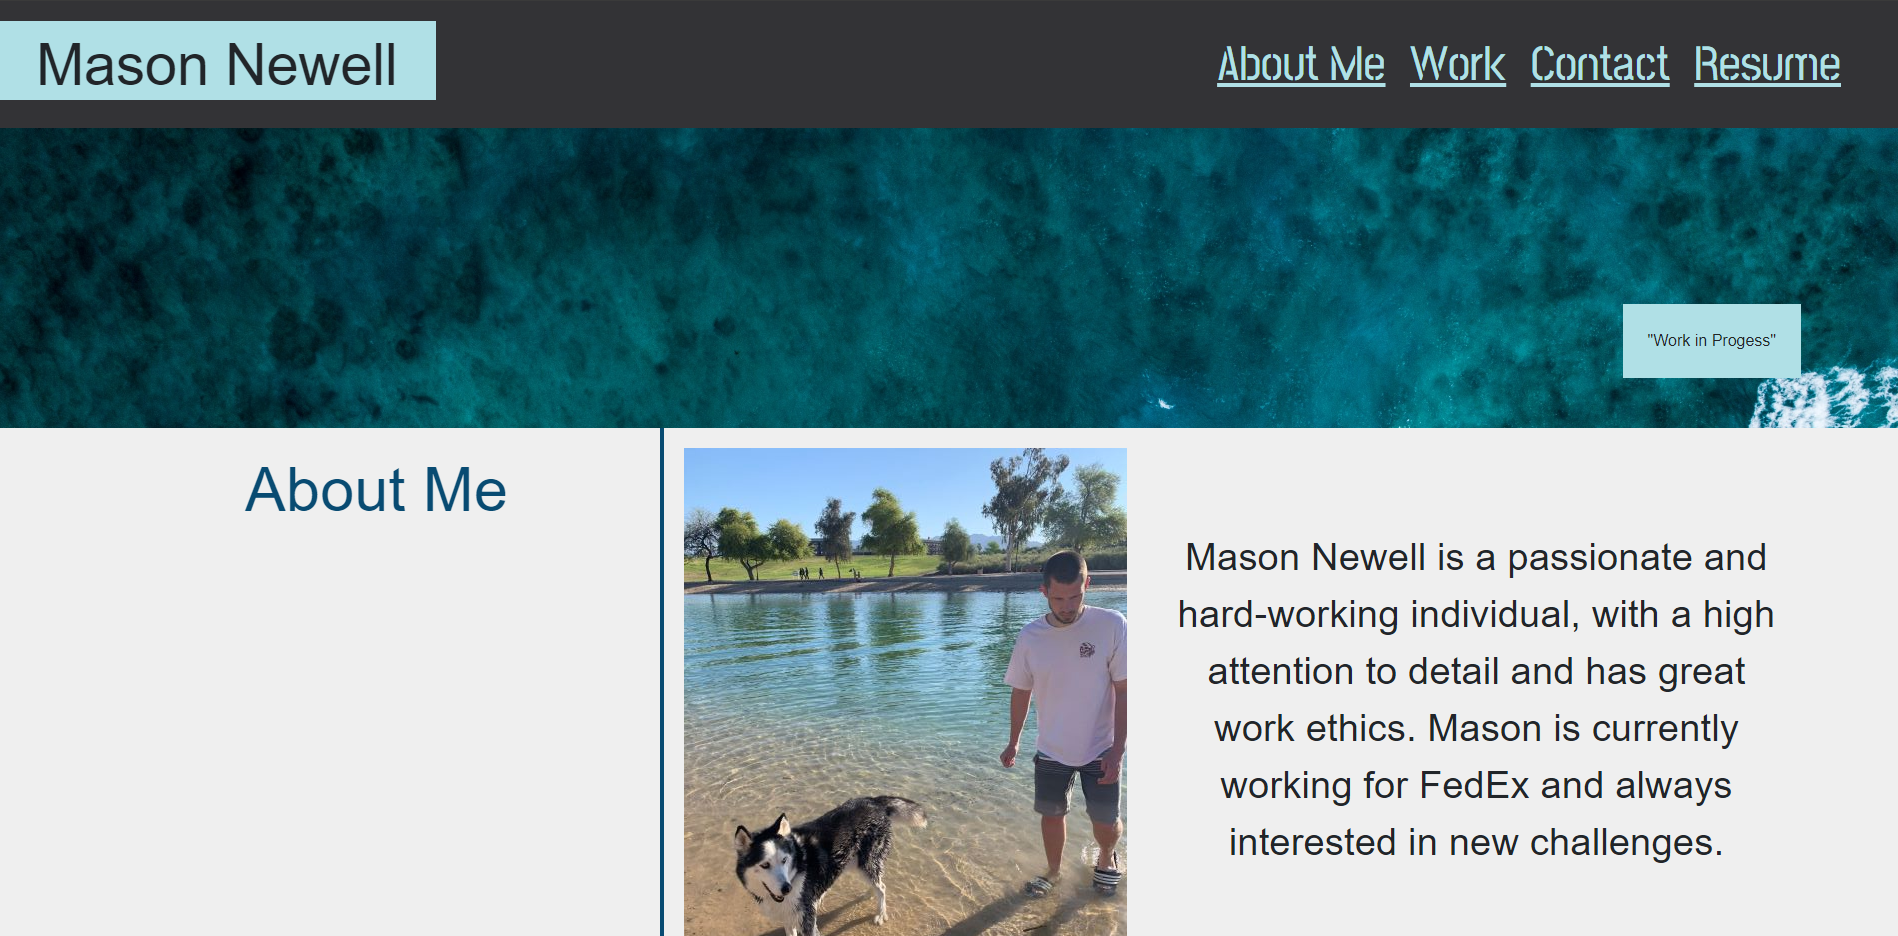 Mason Newell
About Me Work Contact Resume
"Work in Progess"
About Me
Mason Newell is a passionate and
hard-working individual, with a high
attention to detail and has great
work ethics. Mason is currently
working for FedEx and always
interested in new challenges.